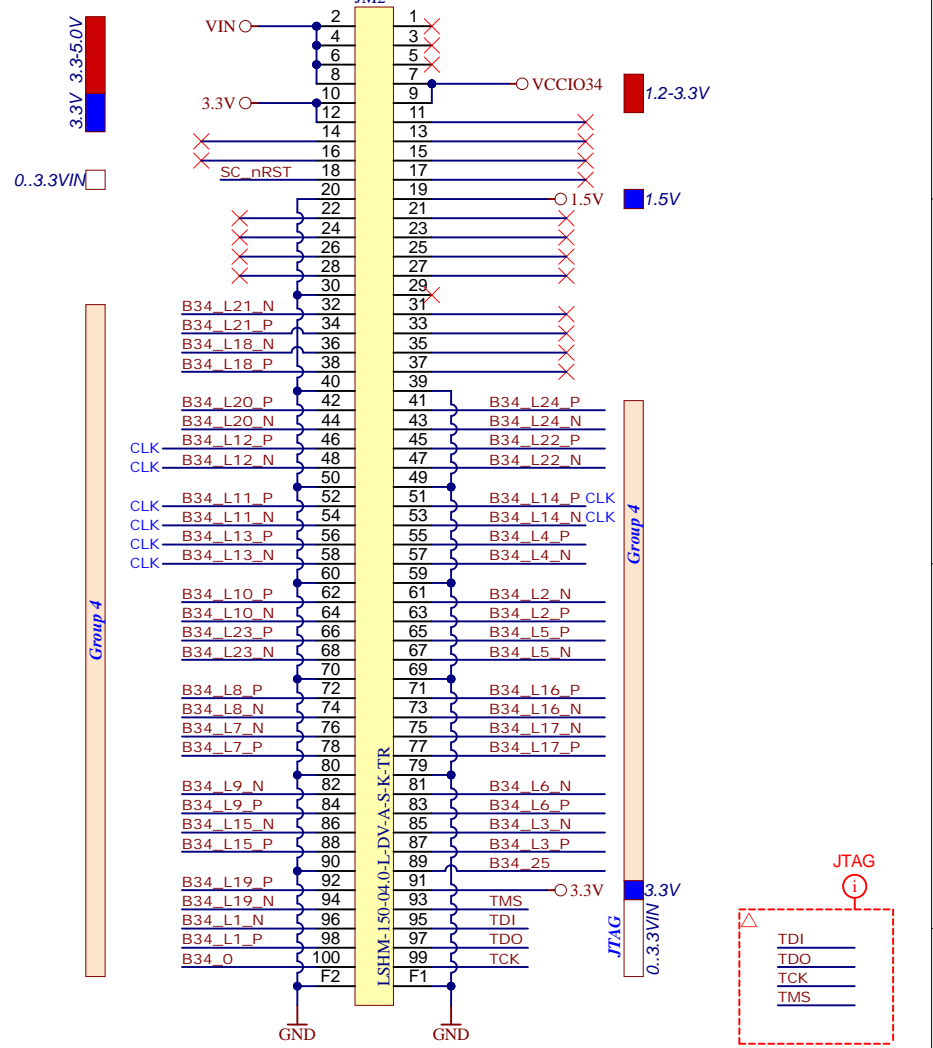 JM2
VIN 2 1
4 3
6 5
8 7 VCCIO34
3.3V 10 9
12 11
14 13
16 15
SC_nRST 18 17
20 19 1.5V
22 21
24 23
26 25
28 27
30 29
B34_L21_N 32 31
B34_L21_P 34 33
B34_L18_N 36 35
B34_L18_P 38 37
40 39
B34_L20_P 42 41 B34_L24_P
B34_L20_N 44 43 B34_L24_N
CLK B34_L12_P 46 45 B34_L22_P
CLK B34_L12_N 48 47 B34_L22_N
50 49
CLK B34_L11_P 52 51 B34_L14_P CLK
CLK B34_L11_N 54 53 B34_L14_N CLK
CLK B34_L13_P 56 55 B34_L4_P
CLK B34_L13_N 58 57 B34_L4_N
60 59
B34_L10_P 62 61 B34_L2_N
B34_L10_N 64 63 B34_L2_P
B34_L23_P 66 65 B34_L5_P
B34_L23_N 68 67 B34_L5_N
70 69
B34_L8_P 72 71 B34_L16_P
B34_L8_N 74 73 B34_L16_N
B34_L7_N 76 75 B34_L17_N
B34_L7_P 78 77 B34_L17_P
80 79
B34_L9_N 82 81 B34_L6_N
B34_L9_P 84 83 B34_L6_P
B34_L15_N 86 85 B34_L3_N
B34_L15_P 88 87 B34_L3_P
90 89 B34_25
B34_L19_P 92 91 3.3V
B34_L19_N 94 93 TMS
B34_L1_N 96 95 TDI
B34_L1_P 98 97 TDO
B34_0 100 99 TCK
F2 F1
GND GND
LSHM-150-04.0-L-DV-A-S-K-TR
3.3-5.0V
3.3V
0..3.3VIN
Group 4
1.2-3.3V
1.5V
Group 4
3.3V
JTAG
0..3.3VIN
JTAG
i
TDI
TDO
TCK
TMS